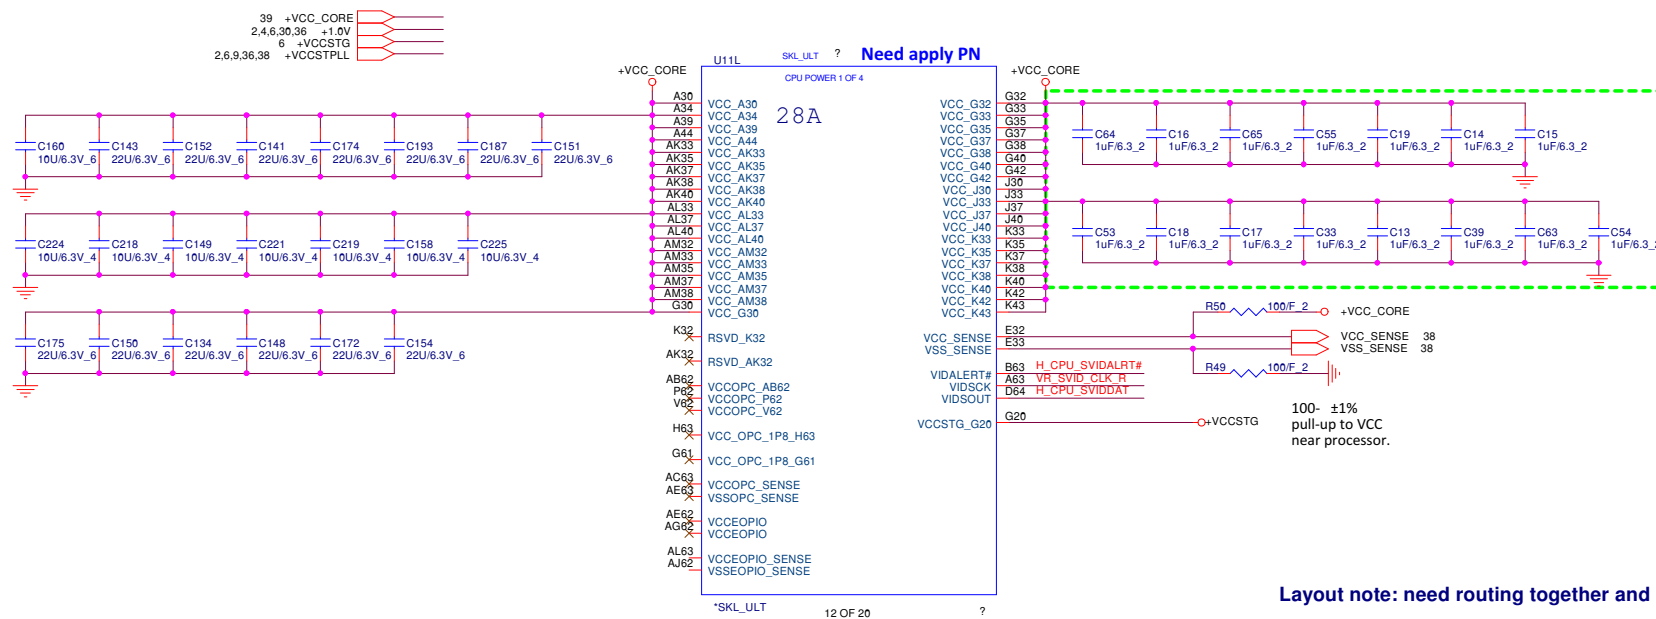 39 +VCC_CORE
2,4,6,30,36 +1.0V
6 +VCCSTG
2,6,9,36,38 +VCCSTPLL
U11L SKL_ULT ? Need apply PN
CPU POWER 1 OF 4
28A
+VCC_CORE
+VCC_CORE
A30 VCC_A30
A34 VCC_A34
A39 VCC_A39
A44 VCC_A44
AK33 VCC_AK33
AK35 VCC_AK35
AK37 VCC_AK37
AK38 VCC_AK38
AK40 VCC_AK40
AL33 VCC_AL33
AL37 VCC_AL37
AL40 VCC_AL40
AM32 VCC_AM32
AM33 VCC_AM33
AM35 VCC_AM35
AM37 VCC_AM37
AM38 VCC_AM38
G30 VCC_G30
K32 RSVD_K32
AK32 RSVD_AK32
AB62 VCCOPC_AB62
P62 VCCOPC_P62
V62 VCCOPC_V62
H63 VCC_OPC_1P8_H63
G61 VCC_OPC_1P8_G61
AC63 VCCOPC_SENSE
AE63 VSSOPC_SENSE
AE62 VCCEOPIO
AG62 VCCEOPIO
AL63 VCCEOPIO_SENSE
AJ62 VSSEOPIO_SENSE
VCC_G32 G32
VCC_G33 G33
VCC_G35 G35
VCC_G37 G37
VCC_G38 G38
VCC_G40 G40
VCC_G42 G42
VCC_J30 J30
VCC_J33 J33
VCC_J37 J37
VCC_J40 J40
VCC_K33 K33
VCC_K35 K35
VCC_K37 K37
VCC_K38 K38
VCC_K40 K40
VCC_K42 K42
VCC_K43 K43
VCC_SENSE E32
VSS_SENSE E33
VIDALERT# B63 H_CPU_SVIDALRT#
VIDSCK A63 VR_SVID_CLK_R
VIDSOUT D64 H_CPU_SVIDDAT
VCCSTG_G20 G20 +VCCSTG
C160 C143 C152 C141 C174 C193 C187 C151
10U/6.3V_6 22U/6.3V_6 22U/6.3V_6 22U/6.3V_6 22U/6.3V_6 22U/6.3V_6 22U/6.3V_6 22U/6.3V_6
C224 C218 C149 C221 C219 C158 C225
10U/6.3V_4 10U/6.3V_4 10U/6.3V_4 10U/6.3V_4 10U/6.3V_4 10U/6.3V_4 10U/6.3V_4
C175 C150 C134 C148 C172 C154
22U/6.3V_6 22U/6.3V_6 22U/6.3V_6 22U/6.3V_6 22U/6.3V_6 22U/6.3V_6
C64 C16 C65 C55 C19 C14 C15
1uF/6.3_2 1uF/6.3_2 1uF/6.3_2 1uF/6.3_2 1uF/6.3_2 1uF/6.3_2 1uF/6.3_2
C53 C18 C17 C33 C13 C39 C63 C54
1uF/6.3_2 1uF/6.3_2 1uF/6.3_2 1uF/6.3_2 1uF/6.3_2 1uF/6.3_2 1uF/6.3_2 1uF/6.3_
R50 100/F_2 +VCC_CORE
VCC_SENSE 38
VSS_SENSE 38
R49 100/F_2
100- ±1%
pull-up to VCC
near processor.
*SKL_ULT
12 OF 20
?
Layout note: need routing together and